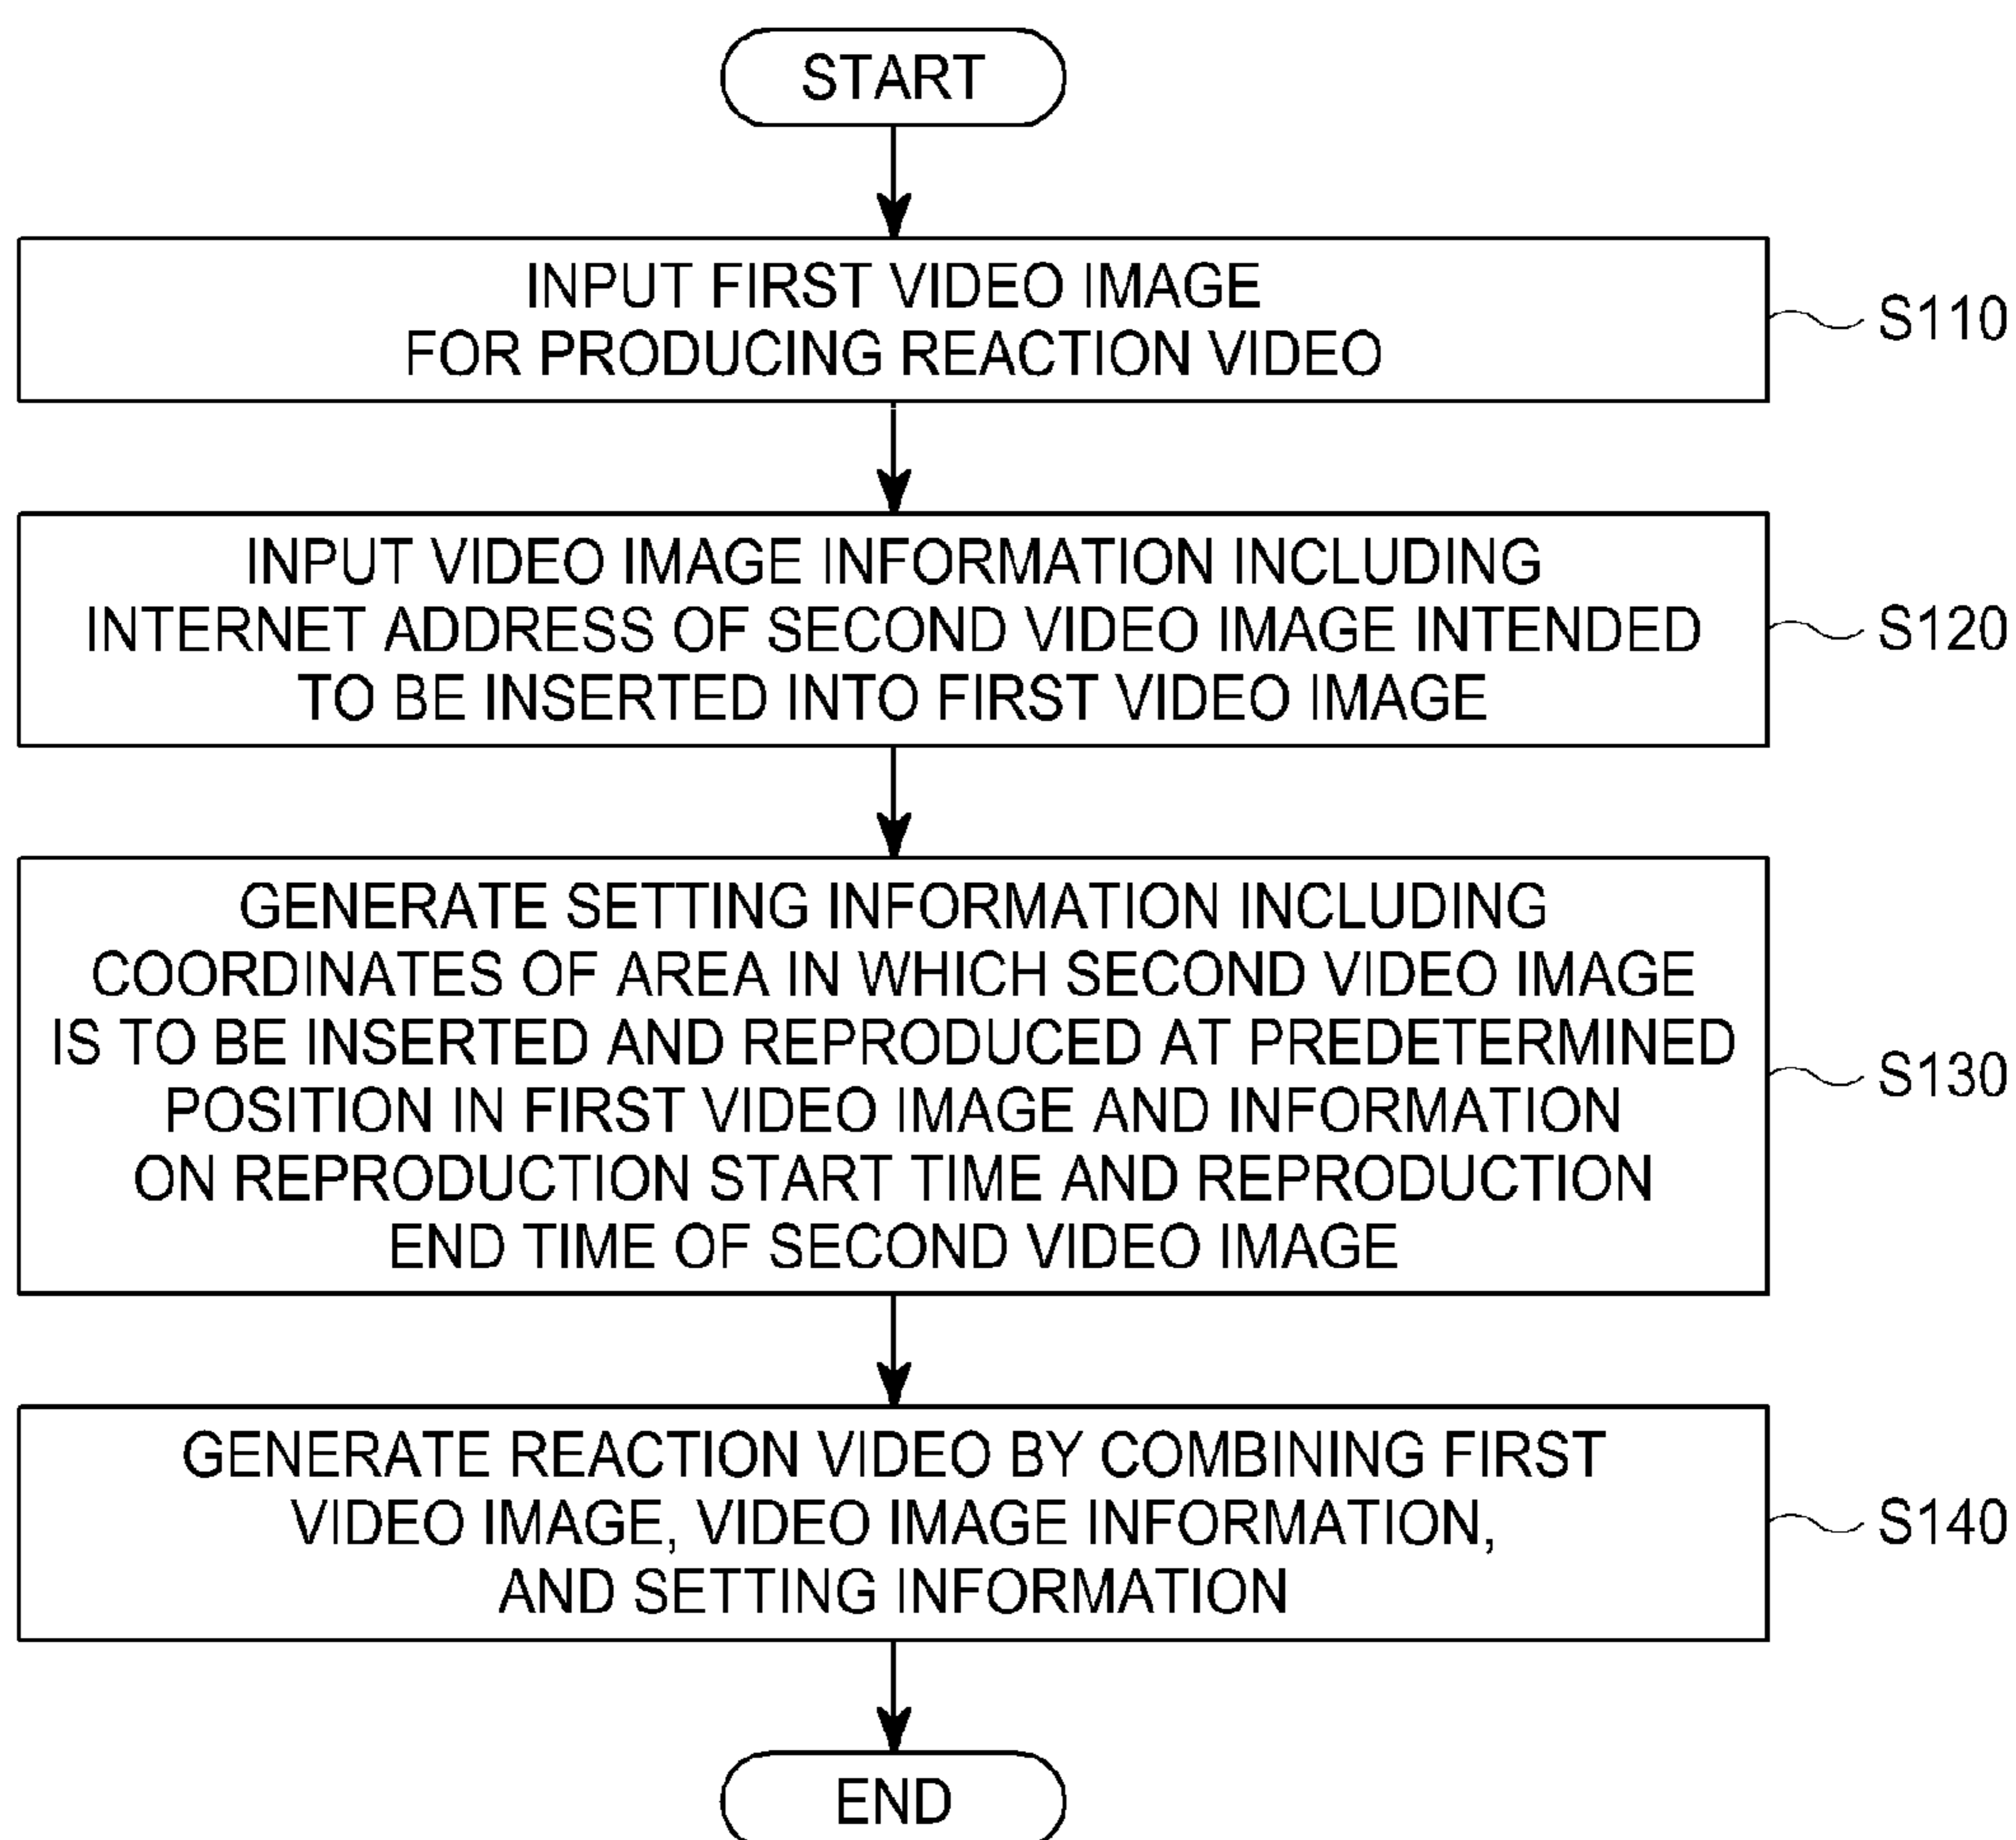 START
INPUT FIRST VIDEO IMAGE
FOR PRODUCING REACTION VIDEO
S110
INPUT VIDEO IMAGE INFORMATION INCLUDING
INTERNET ADDRESS OF SECOND VIDEO IMAGE INTENDED
TO BE INSERTED INTO FIRST VIDEO IMAGE
S120
GENERATE SETTING INFORMATION INCLUDING
COORDINATES OF AREA IN WHICH SECOND VIDEO IMAGE
IS TO BE INSERTED AND REPRODUCED AT PREDETERMINED
POSITION IN FIRST VIDEO IMAGE AND INFORMATION
ON REPRODUCTION START TIME AND REPRODUCTION
END TIME OF SECOND VIDEO IMAGE
S130
GENERATE REACTION VIDEO BY COMBINING FIRST
VIDEO IMAGE, VIDEO IMAGE INFORMATION,
AND SETTING INFORMATION
S140
END